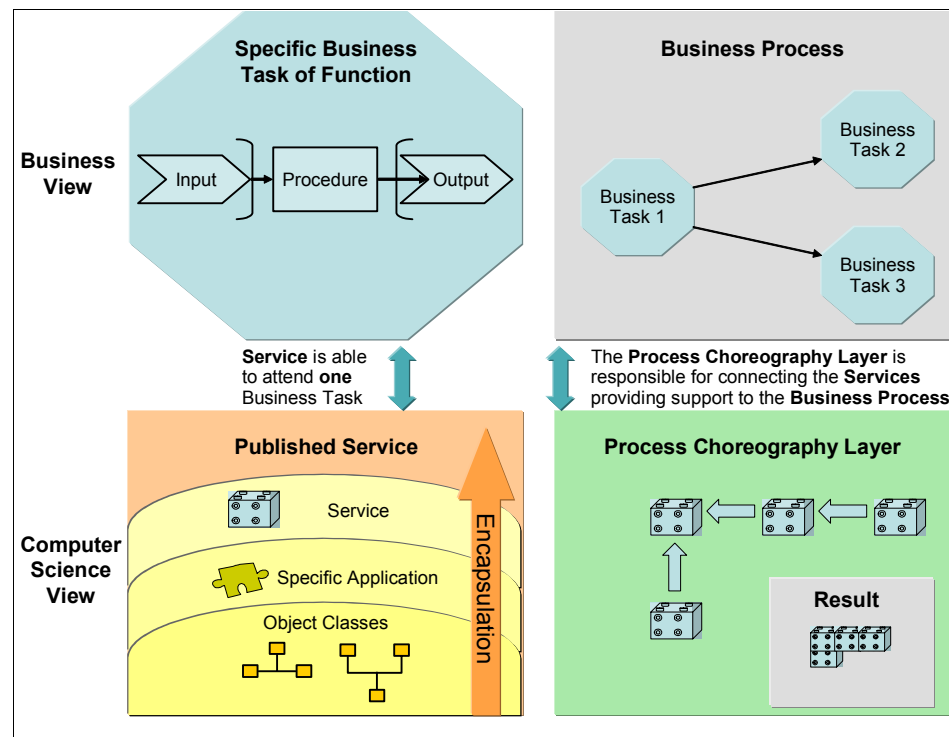 Specific Business
Task of Function
Business Process
Business
View
Input
Procedure
Output
Business
Task 1
Business
Task 2
Business
Task 3
Service is able
to attend one
Business Task
The Process Choreography Layer is
responsible for connecting the Services
providing support to the Business Process
Computer
Science
View
Published Service
Service
Specific Application
Object Classes
Encapsulation
Process Choreography Layer
Result